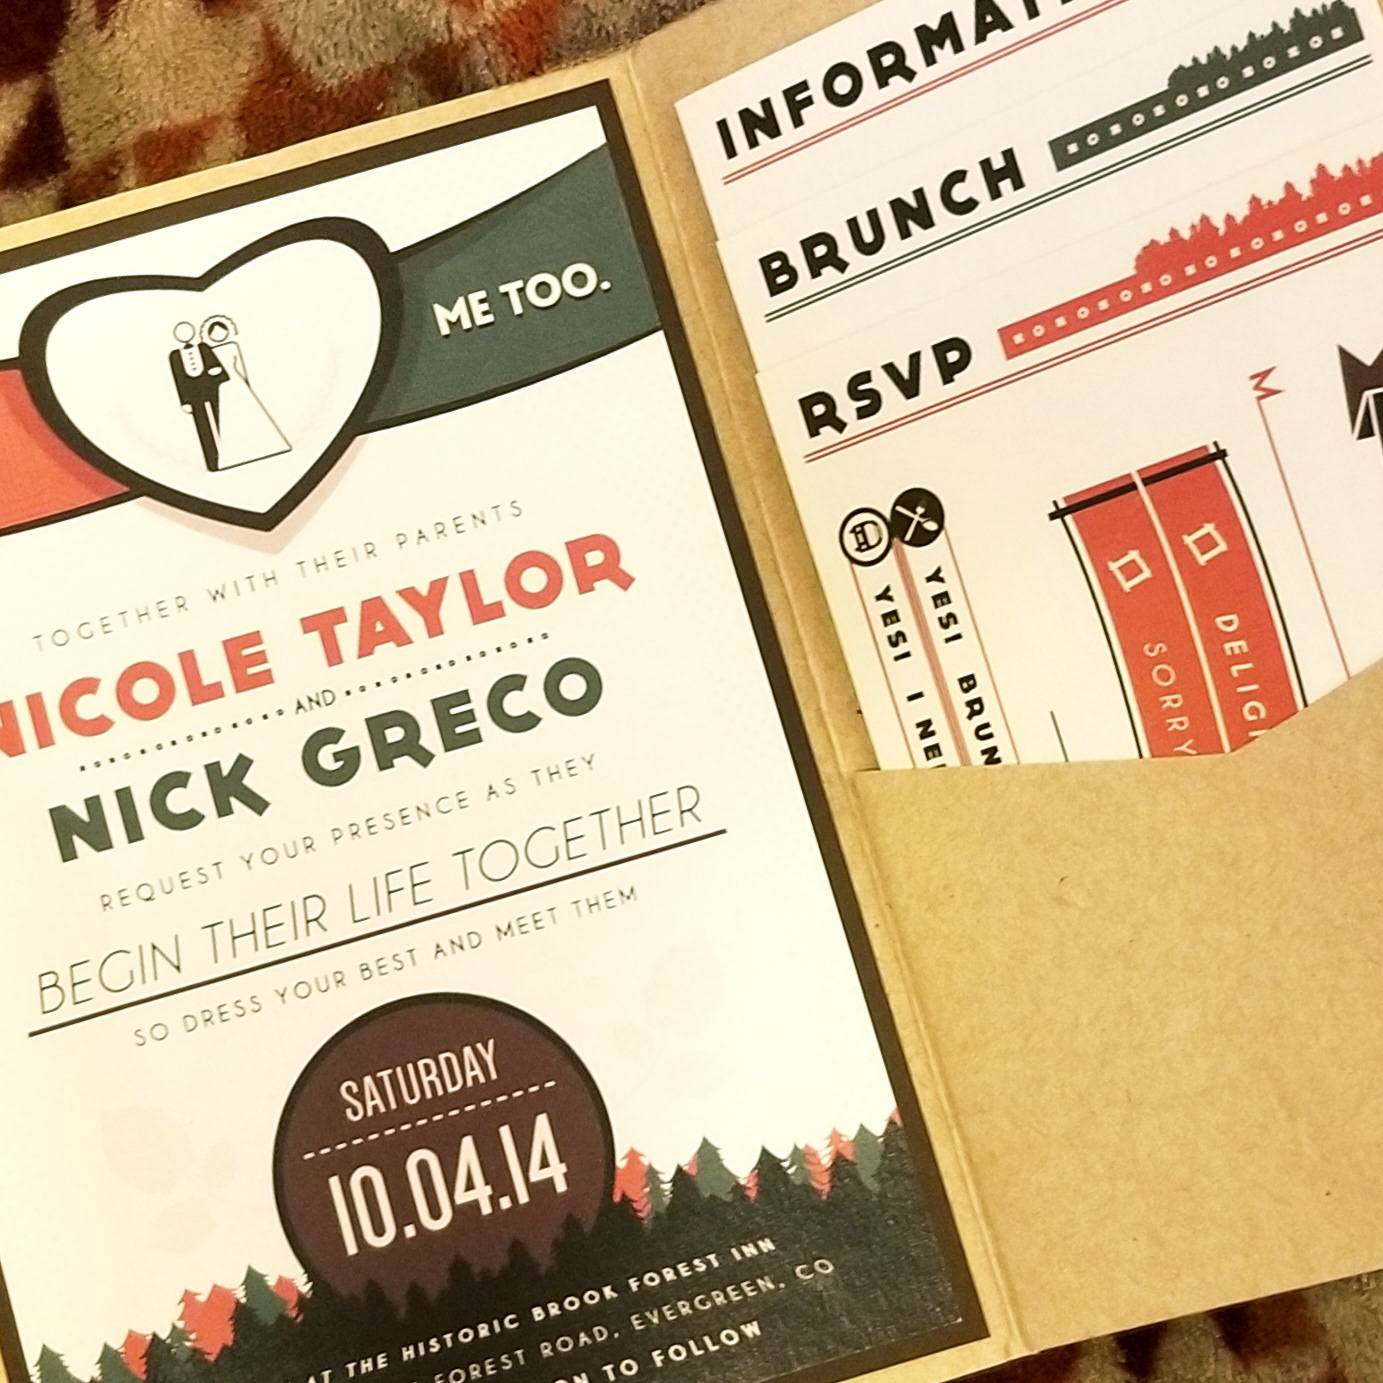 ME TOO.
TOGETHER WITH THEIR PARENTS
NICOLE TAYLOR
AND
NICK GRECO
REQUEST YOUR PRESENCE AS THEY
BEGIN THEIR LIFE TOGETHER
SO DRESS YOUR BEST AND MEET THEM
SATURDAY
10.04.14
AT THE HISTORIC BROOK FOREST INN
FOREST ROAD, EVERGREEN, CO
TO FOLLOW
BRUNCH
RSVP
M
YES! I
YES!
SORRY